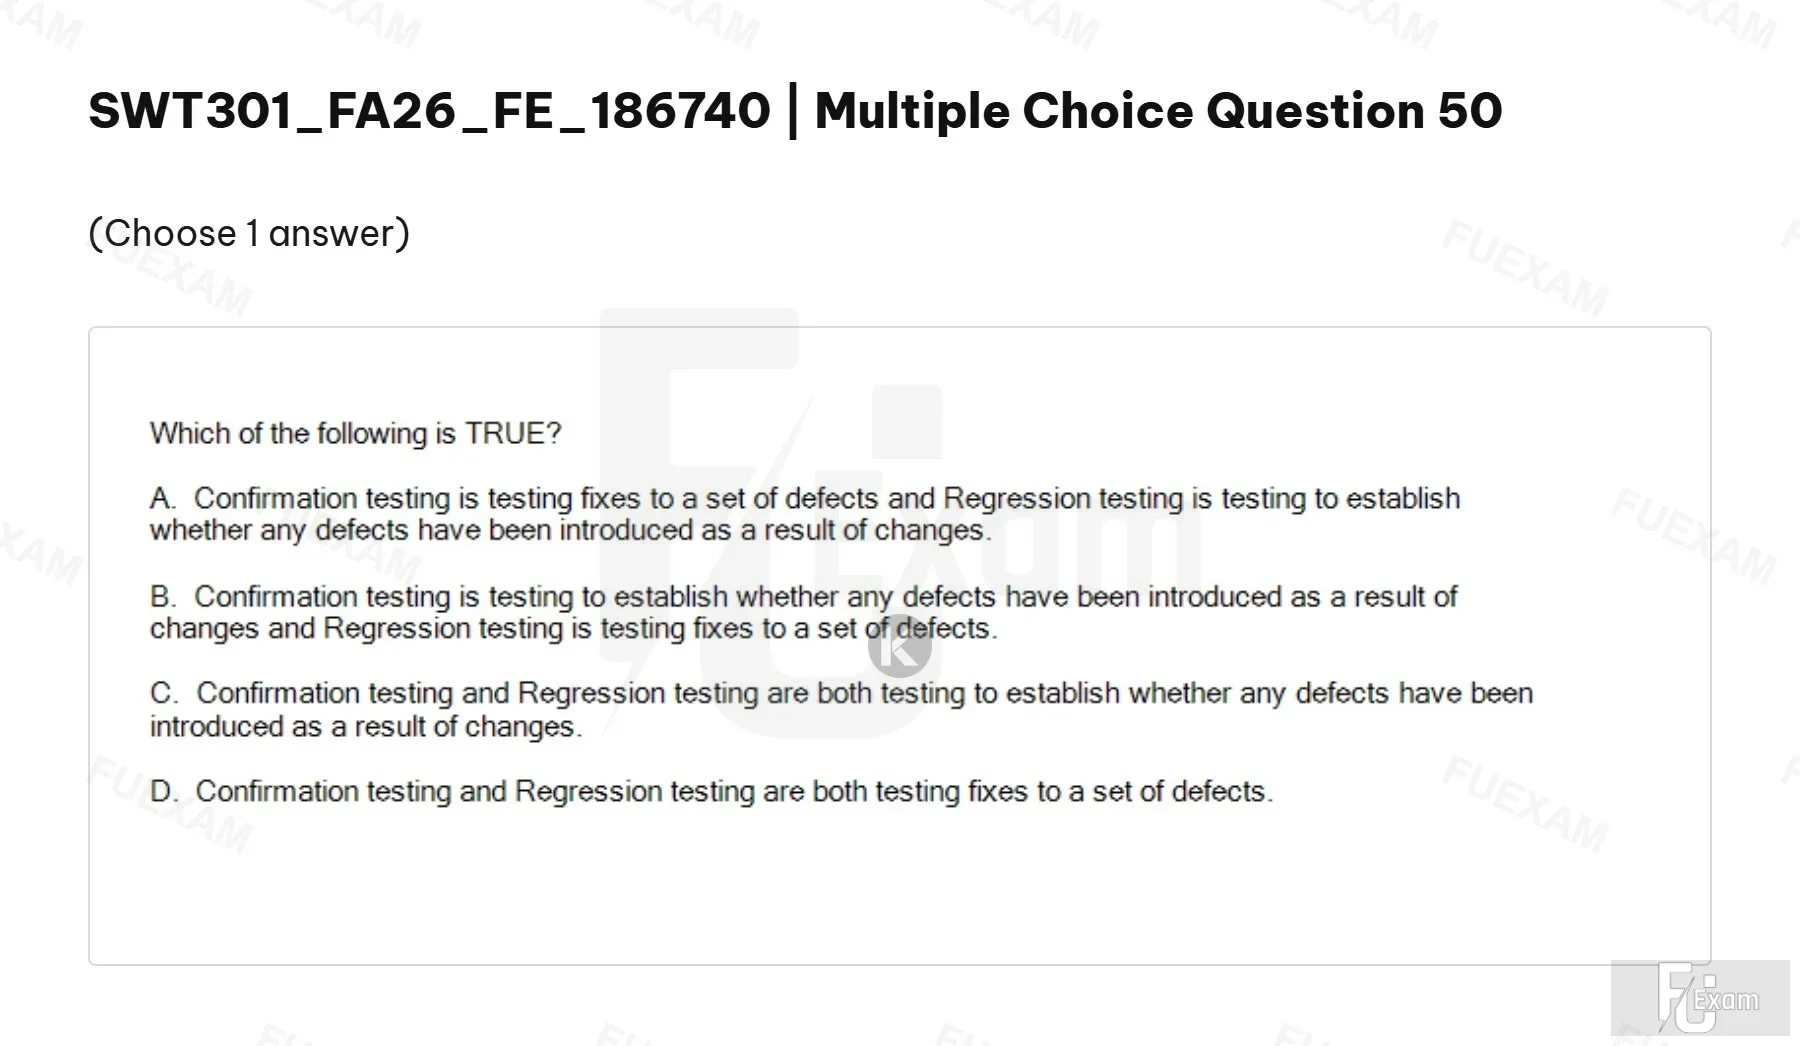 SWT301_FA26_FE_186740 | Multiple Choice Question 50
(Choose 1 answer)
Which of the following is TRUE?
A. Confirmation testing is testing fixes to a set of defects and Regression testing is testing to establish
whether any defects have been introduced as a result of changes.
B. Confirmation testing is testing to establish whether any defects have been introduced as a result of
changes and Regression testing is testing fixes to a set of defects.
C. Confirmation testing and Regression testing are both testing to establish whether any defects have been
introduced as a result of changes.
D. Confirmation testing and Regression testing are both testing fixes to a set of defects.
FUExam
FUEXAM
K